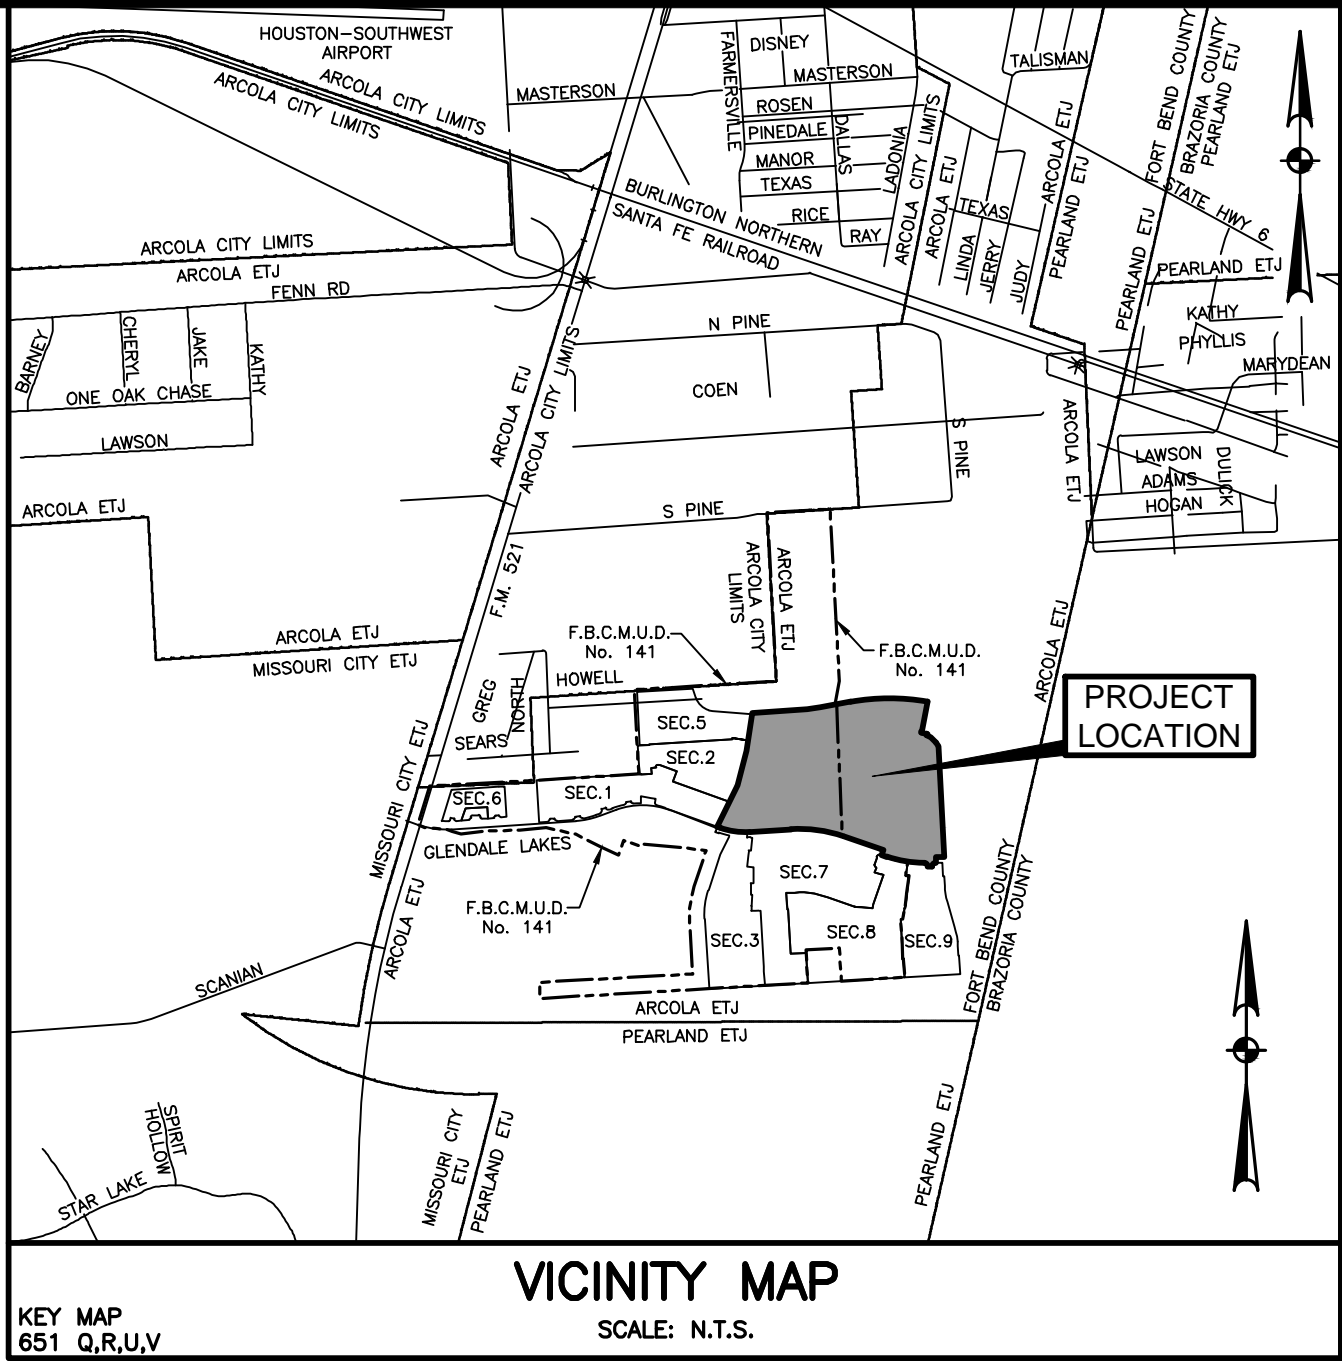 HOUSTON-SOUTHWEST
AIRPORT
ARCOLA CITY LIMITS
ARCOLA CITY LIMITS
MASTERSON
FARMERSVILLE
DISNEY
MASTERSON
ROSEN
PINEDALE
DALLAS
MANOR
TEXAS
RICE
RAY
LADONIA
ARCOLA CITY LIMITS
ARCOLA ETJ
TALISMAN
TEXAS
LINDA
JERRY
JUDY
ARCOLA ETJ
PEARLAND ETJ
FORT BEND COUNTY
BRAZORIA COUNTY
PEARLAND ETJ
STATE HWY 6
PEARLAND ETJ
PEARLAND ETJ
KATHY
PHYLLIS
MARYDEAN
BURLINGTON NORTHERN
SANTA FE RAILROAD
ARCOLA CITY LIMITS
ARCOLA ETJ
FENN RD
BARNEY
CHERYL
JAKE
KATHY
ONE OAK CHASE
LAWSON
ARCOLA ETJ
ARCOLA ETJ
ARCOLA CITY LIMITS
N PINE
COEN
S PINE
S PINE
ARCOLA ETJ
LAWSON
ADAMS
HOGAN
DULICK
F.M. 521
ARCOLA CITY
LIMITS
ARCOLA ETJ
ARCOLA ETJ
MISSOURI CITY ETJ
F.B.C.M.U.D.
No. 141
F.B.C.M.U.D.
No. 141
ARCOLA ETJ
PROJECT
LOCATION
HOWELL
GREG
NORTH
SEARS
SEC.5
SEC.2
SEC.6
SEC.1
MISSOURI CITY ETJ
ARCOLA ETJ
GLENDALE LAKES
F.B.C.M.U.D.
No. 141
SEC.7
SEC.3
SEC.8
SEC.9
FORT BEND COUNTY
BRAZORIA COUNTY
SCANIAN
ARCOLA ETJ
PEARLAND ETJ
SPIRIT
HOLLOW
STAR LAKE
MISSOURI CITY
ETJ
PEARLAND ETJ
PEARLAND ETJ
VICINITY MAP
SCALE: N.T.S.
KEY MAP
651 Q,R,U,V